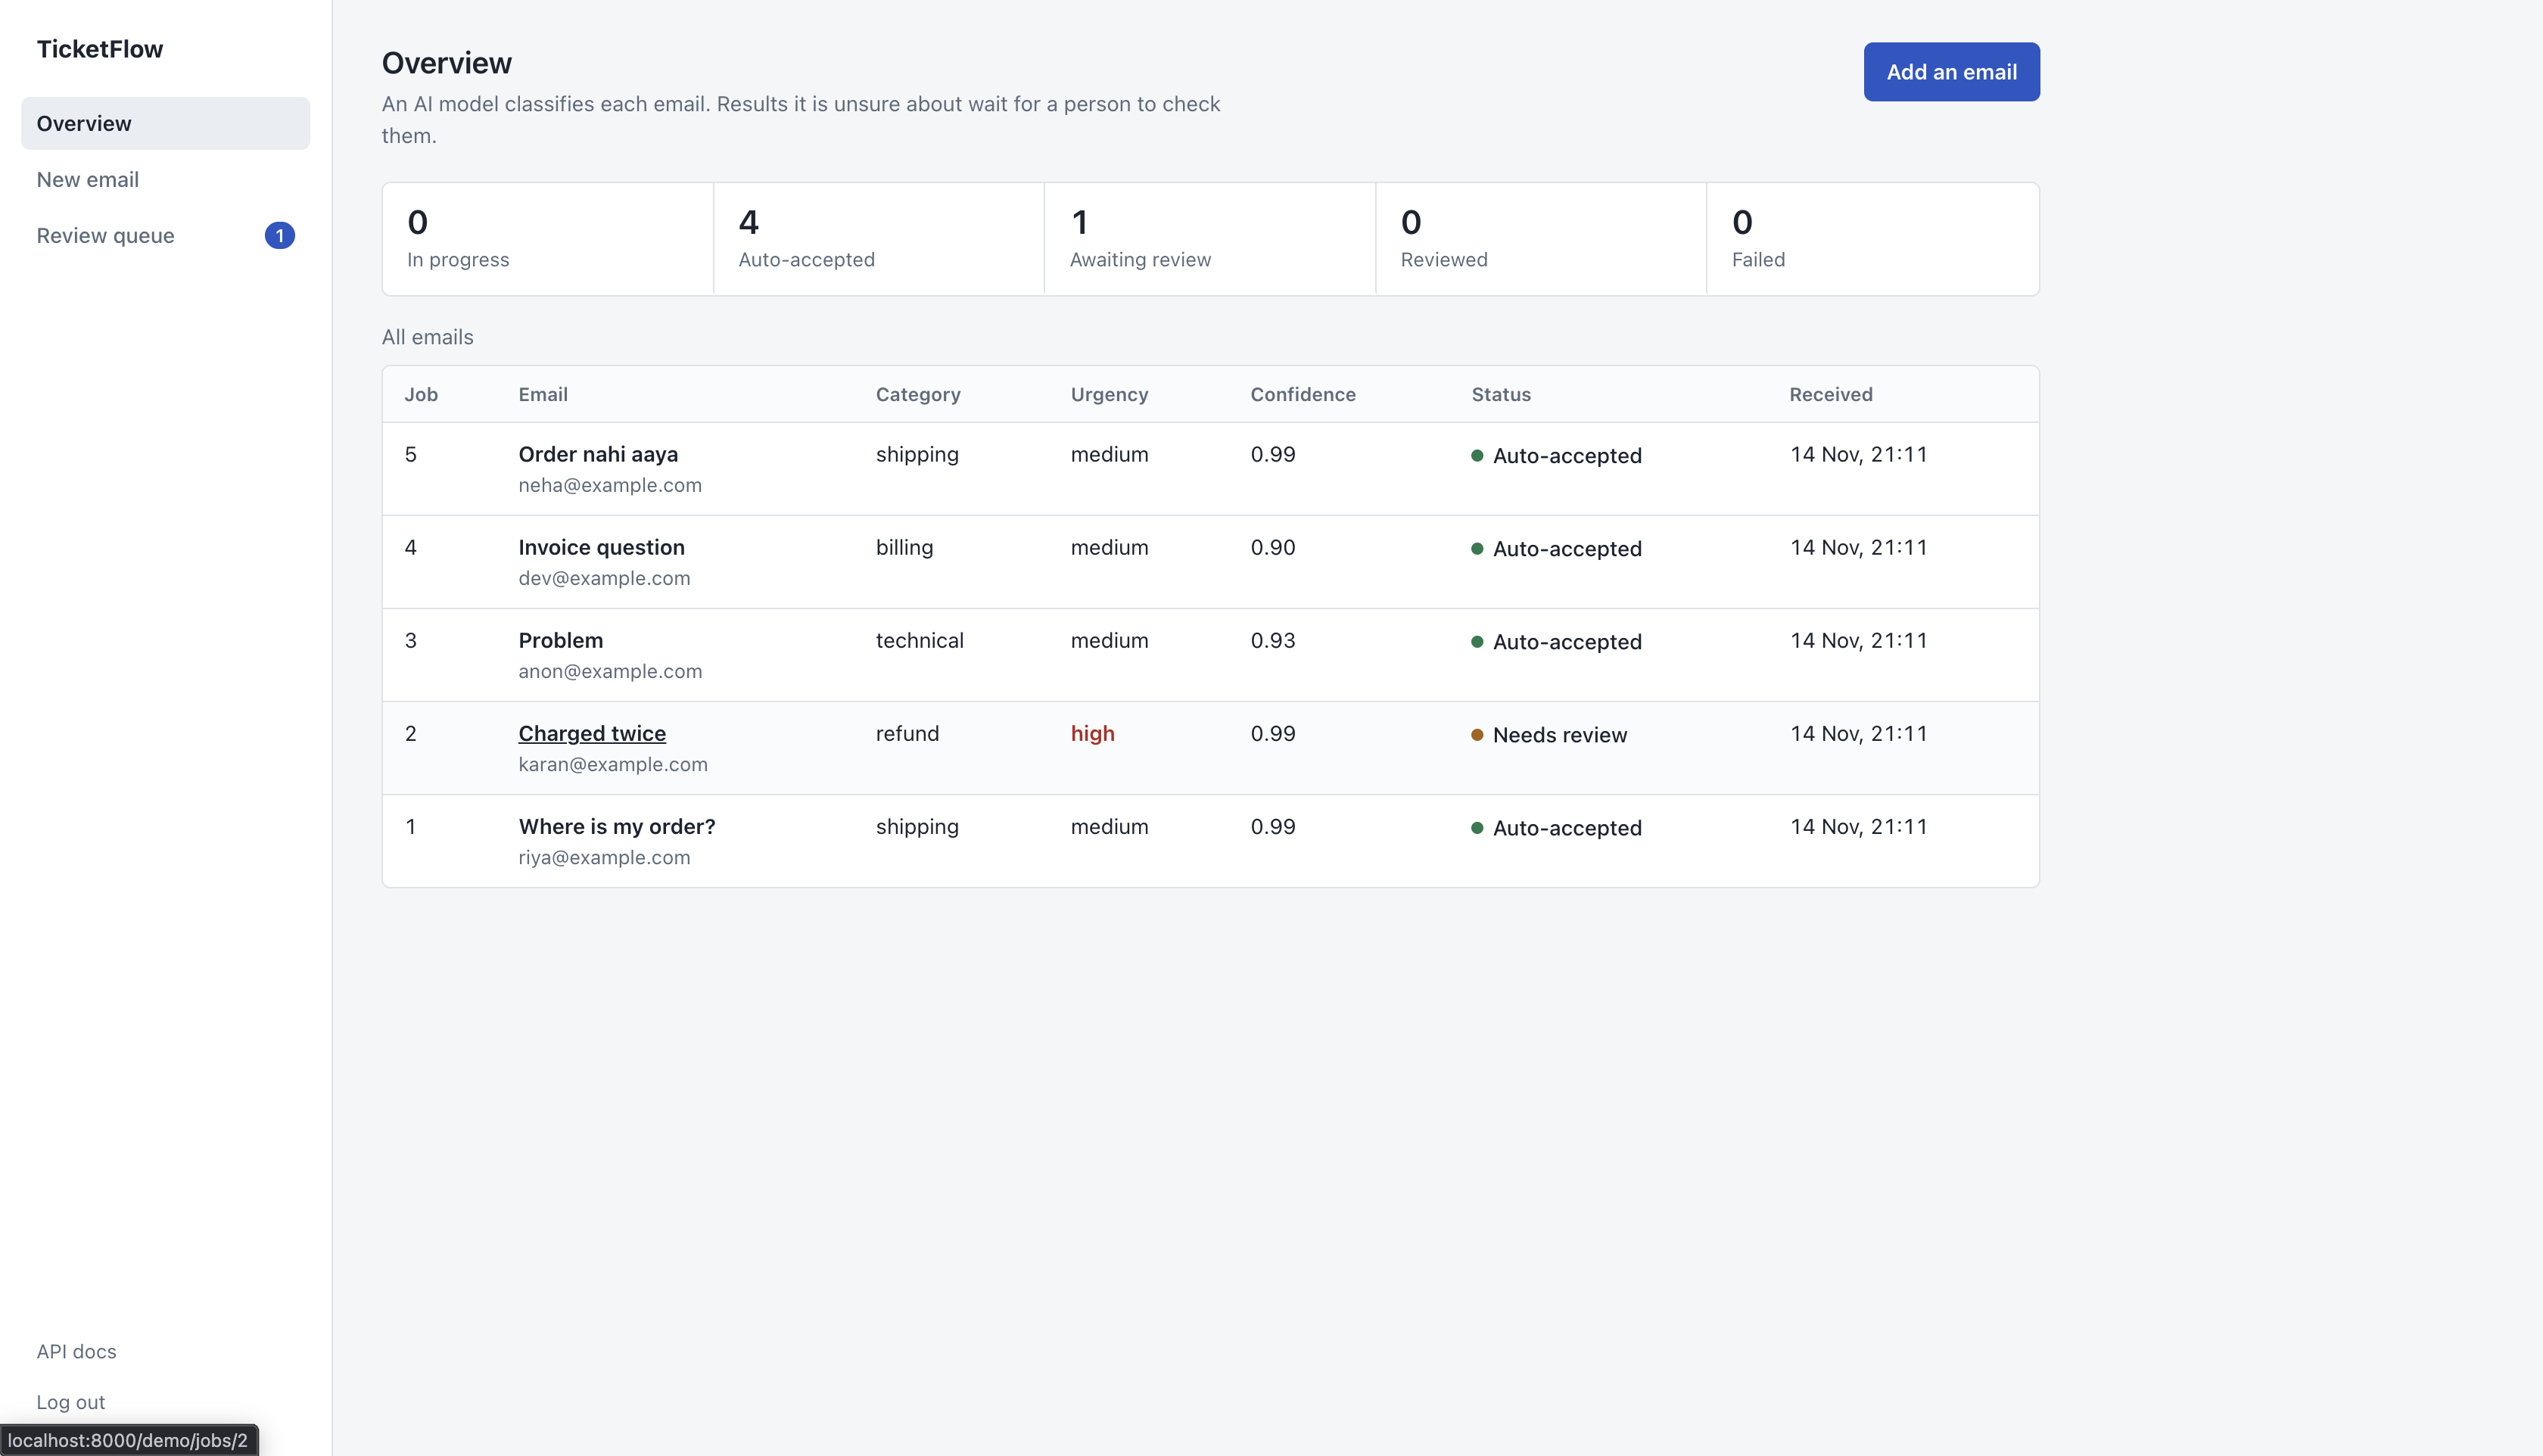 TicketFlow
Overview
New email
Review queue 1
API docs
Log out
localhost:8000/demo/jobs/2
Overview
An AI model classifies each email. Results it is unsure about wait for a person to check
them.
Add an email
0 4 1 0 0
In progress Auto-accepted Awaiting review Reviewed Failed
All emails
Job Email Category Urgency Confidence Status Received
5 Order nahi aaya shipping medium 0.99 Auto-accepted 14 Nov, 21:11
neha@example.com
4 Invoice question billing medium 0.90 Auto-accepted 14 Nov, 21:11
dev@example.com
3 Problem technical medium 0.93 Auto-accepted 14 Nov, 21:11
anon@example.com
2 Charged twice refund high 0.99 Needs review 14 Nov, 21:11
karan@example.com
1 Where is my order? shipping medium 0.99 Auto-accepted 14 Nov, 21:11
riya@example.com